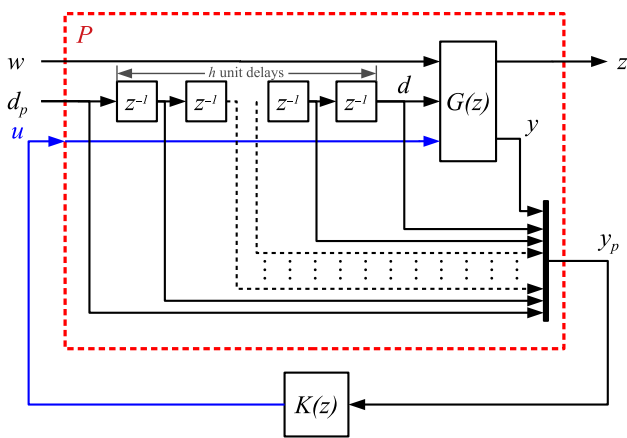 P
w
h unit delays
z
d_p
z⁻¹
z⁻¹
z⁻¹
z⁻¹
d
G(z)
u
y
y_p
K(z)